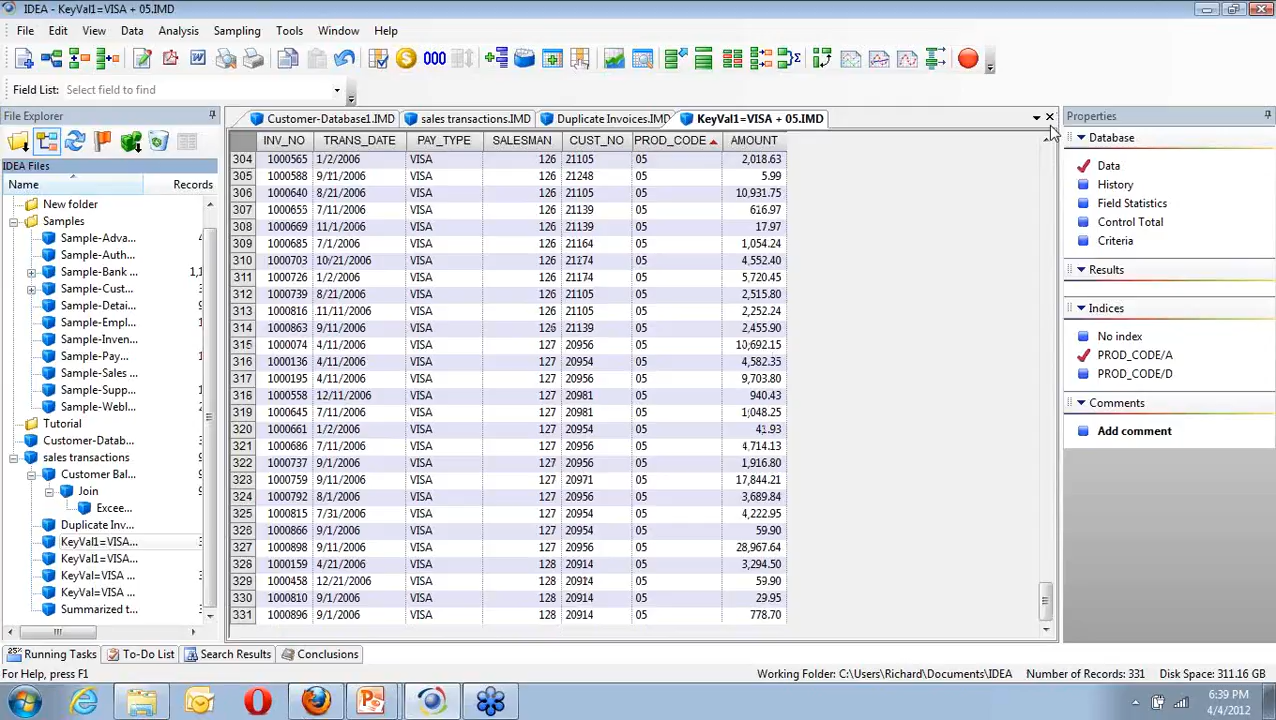 IDEA - KeyVal1=VISA + 05.IMD
File Edit View Data Analysis Sampling Tools Window Help
Field List: Select field to find
File Explorer
IDEA Files
Name Records
New folder
Samples
Sample-Adva...
Sample-Auth...
Sample-Bank ... 1,1
Sample-Cust...
Sample-Detai...
Sample-Empl...
Sample-Inven...
Sample-Pay...
Sample-Sales ...
Sample-Supp...
Sample-Webl...
Tutorial
Customer-Datab...
sales transactions
Customer Bal...
Join
Excee...
Duplicate Inv...
KeyVal1=VISA...
KeyVal1=VISA...
KeyVal=VISA ...
KeyVal=VISA ...
Summarized t...
Customer-Database1.IMD sales transactions.IMD Duplicate Invoices.IMD KeyVal1=VISA + 05.IMD
INV_NO TRANS_DATE PAY_TYPE SALESMAN CUST_NO PROD_CODE AMOUNT
304 1000565 1/2/2006 VISA 126 21105 05 2,018.63
305 1000588 9/11/2006 VISA 126 21248 05 5.99
306 1000640 8/21/2006 VISA 126 21105 05 10,931.75
307 1000655 7/11/2006 VISA 126 21139 05 616.97
308 1000669 11/1/2006 VISA 126 21139 05 17.97
309 1000685 7/1/2006 VISA 126 21164 05 1,054.24
310 1000703 10/21/2006 VISA 126 21174 05 4,552.40
311 1000726 1/2/2006 VISA 126 21174 05 5,720.45
312 1000739 8/21/2006 VISA 126 21105 05 2,515.80
313 1000816 11/11/2006 VISA 126 21105 05 2,252.24
314 1000863 9/11/2006 VISA 126 21139 05 2,455.90
315 1000074 4/11/2006 VISA 127 20956 05 10,692.15
316 1000136 4/11/2006 VISA 127 20954 05 4,582.35
317 1000195 4/11/2006 VISA 127 20956 05 9,703.80
318 1000558 12/11/2006 VISA 127 20981 05 940.43
319 1000645 7/11/2006 VISA 127 20981 05 1,048.25
320 1000661 1/2/2006 VISA 127 20954 05 41.93
321 1000686 7/11/2006 VISA 127 20956 05 4,714.13
322 1000737 9/1/2006 VISA 127 20956 05 1,916.80
323 1000759 9/11/2006 VISA 127 20971 05 17,844.21
324 1000792 8/1/2006 VISA 127 20956 05 3,689.84
325 1000815 7/31/2006 VISA 127 20954 05 4,222.95
326 1000866 9/1/2006 VISA 127 20954 05 59.90
327 1000898 9/11/2006 VISA 127 20956 05 28,967.64
328 1000159 4/21/2006 VISA 128 20914 05 3,294.50
329 1000458 12/21/2006 VISA 128 20914 05 59.90
330 1000810 9/1/2006 VISA 128 20914 05 29.95
331 1000896 9/1/2006 VISA 128 20914 05 778.70
Properties
Database
Data
History
Field Statistics
Control Total
Criteria
Results
Indices
No index
PROD_CODE/A
PROD_CODE/D
Comments
Add comment
Running Tasks To-Do List Search Results Conclusions
For Help, press F1 Working Folder: C:\Users\Richard\Documents\IDEA Number of Records: 331 Disk Space: 311.16 GB
6:39 PM
4/4/2012